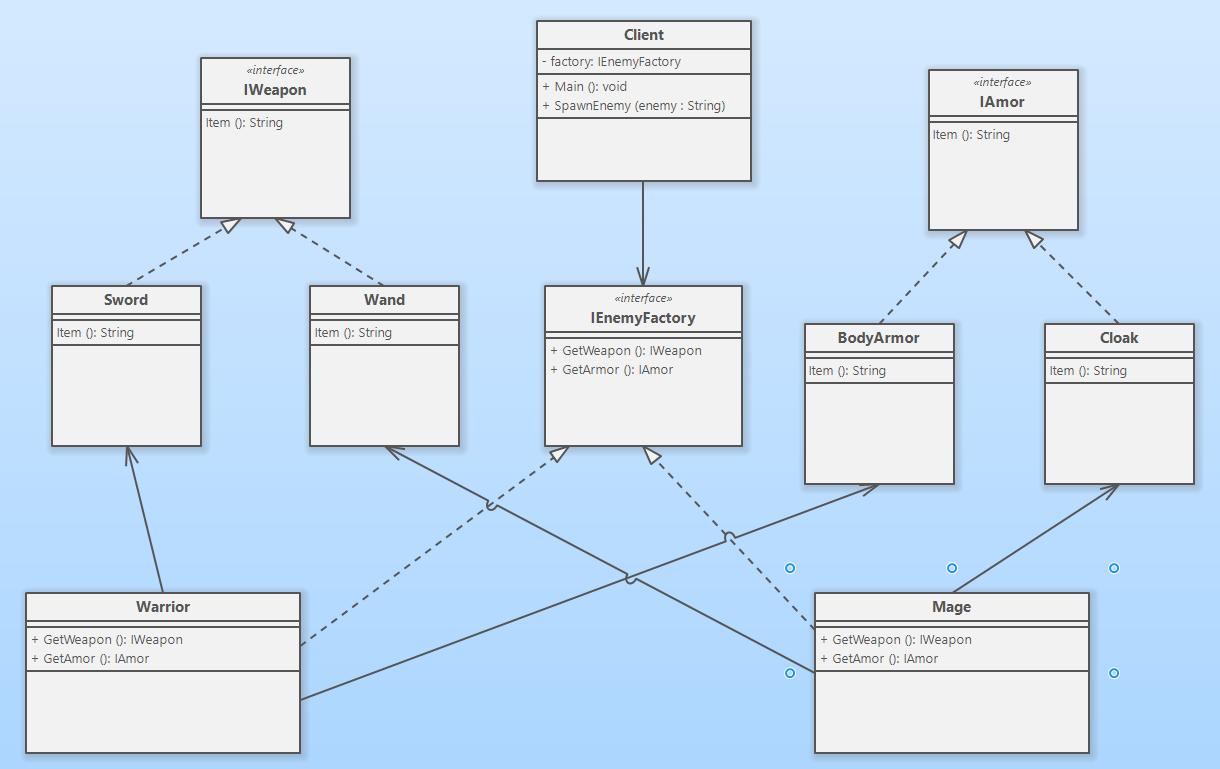 Client
- factory: IEnemyFactory
+ Main (): void
+ SpawnEnemy (enemy : String)
«interface»
IWeapon
Item (): String
«interface»
IAmor
Item (): String
Sword
Item (): String
Wand
Item (): String
«interface»
IEnemyFactory
+ GetWeapon (): IWeapon
+ GetArmor (): IAmor
BodyArmor
Item (): String
Cloak
Item (): String
Warrior
+ GetWeapon (): IWeapon
+ GetAmor (): IAmor
Mage
+ GetWeapon (): IWeapon
+ GetAmor (): IAmor